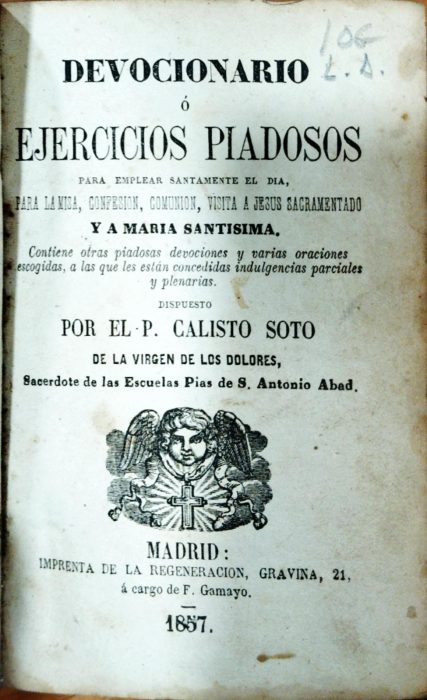 DEVOCIONARIO
ó
EJERCICIOS PIADOSOS
PARA EMPLEAR SANTAMENTE EL DIA,
PARA LA MISA, CONFESION, COMUNION, VISITA A JESUS SACRAMENTADO
Y A MARIA SANTISIMA.
Contiene otras piadosas devociones y varias oraciones
escogidas, a las que les están concedidas indulgencias parciales
y plenarias.
DISPUESTO
POR EL P. CALISTO SOTO
DE LA VIRGEN DE LOS DOLORES,
Sacerdote de las Escuelas Pias de S. Antonio Abad.
MADRID:
IMPRENTA DE LA REGENERACION, GRAVINA, 21,
á cargo de F. Gamayo.
1857.